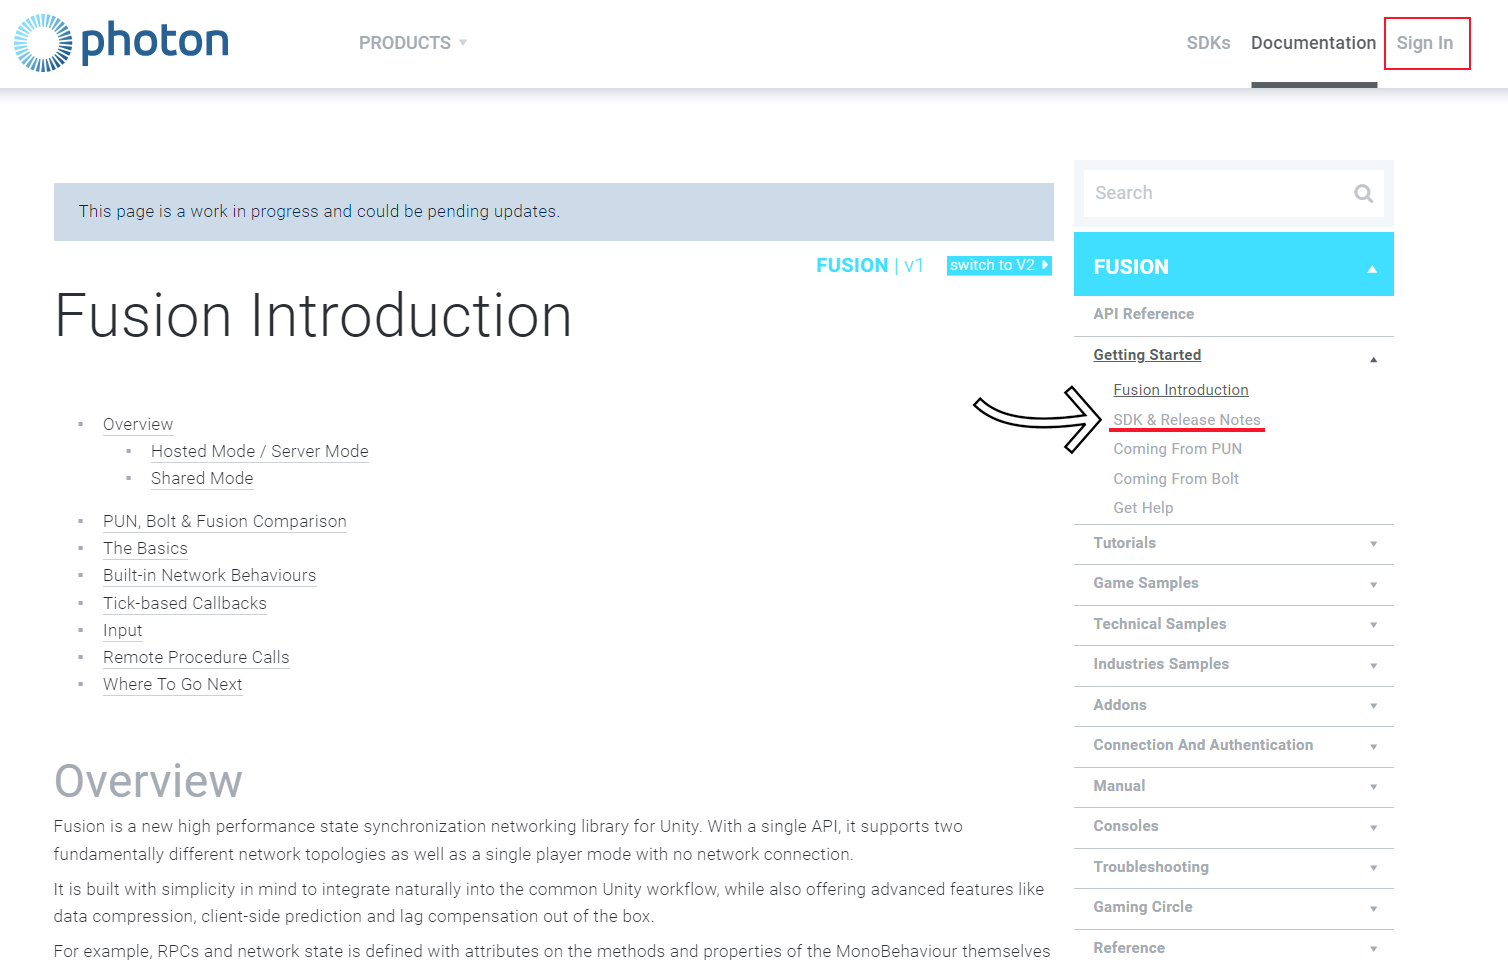 photon
PRODUCTS
SDKs
Documentation
Sign In
This page is a work in progress and could be pending updates.
FUSION | v1
switch to V2
Fusion Introduction
Overview
Hosted Mode / Server Mode
Shared Mode
PUN, Bolt & Fusion Comparison
The Basics
Built-in Network Behaviours
Tick-based Callbacks
Input
Remote Procedure Calls
Where To Go Next
Overview
Fusion is a new high performance state synchronization networking library for Unity. With a single API, it supports two
fundamentally different network topologies as well as a single player mode with no network connection.
It is built with simplicity in mind to integrate naturally into the common Unity workflow, while also offering advanced features like
data compression, client-side prediction and lag compensation out of the box.
For example, RPCs and network state is defined with attributes on the methods and properties of the MonoBehaviour themselves
Search
FUSION
API Reference
Getting Started
Fusion Introduction
SDK & Release Notes
Coming From PUN
Coming From Bolt
Get Help
Tutorials
Game Samples
Technical Samples
Industries Samples
Addons
Connection And Authentication
Manual
Consoles
Troubleshooting
Gaming Circle
Reference